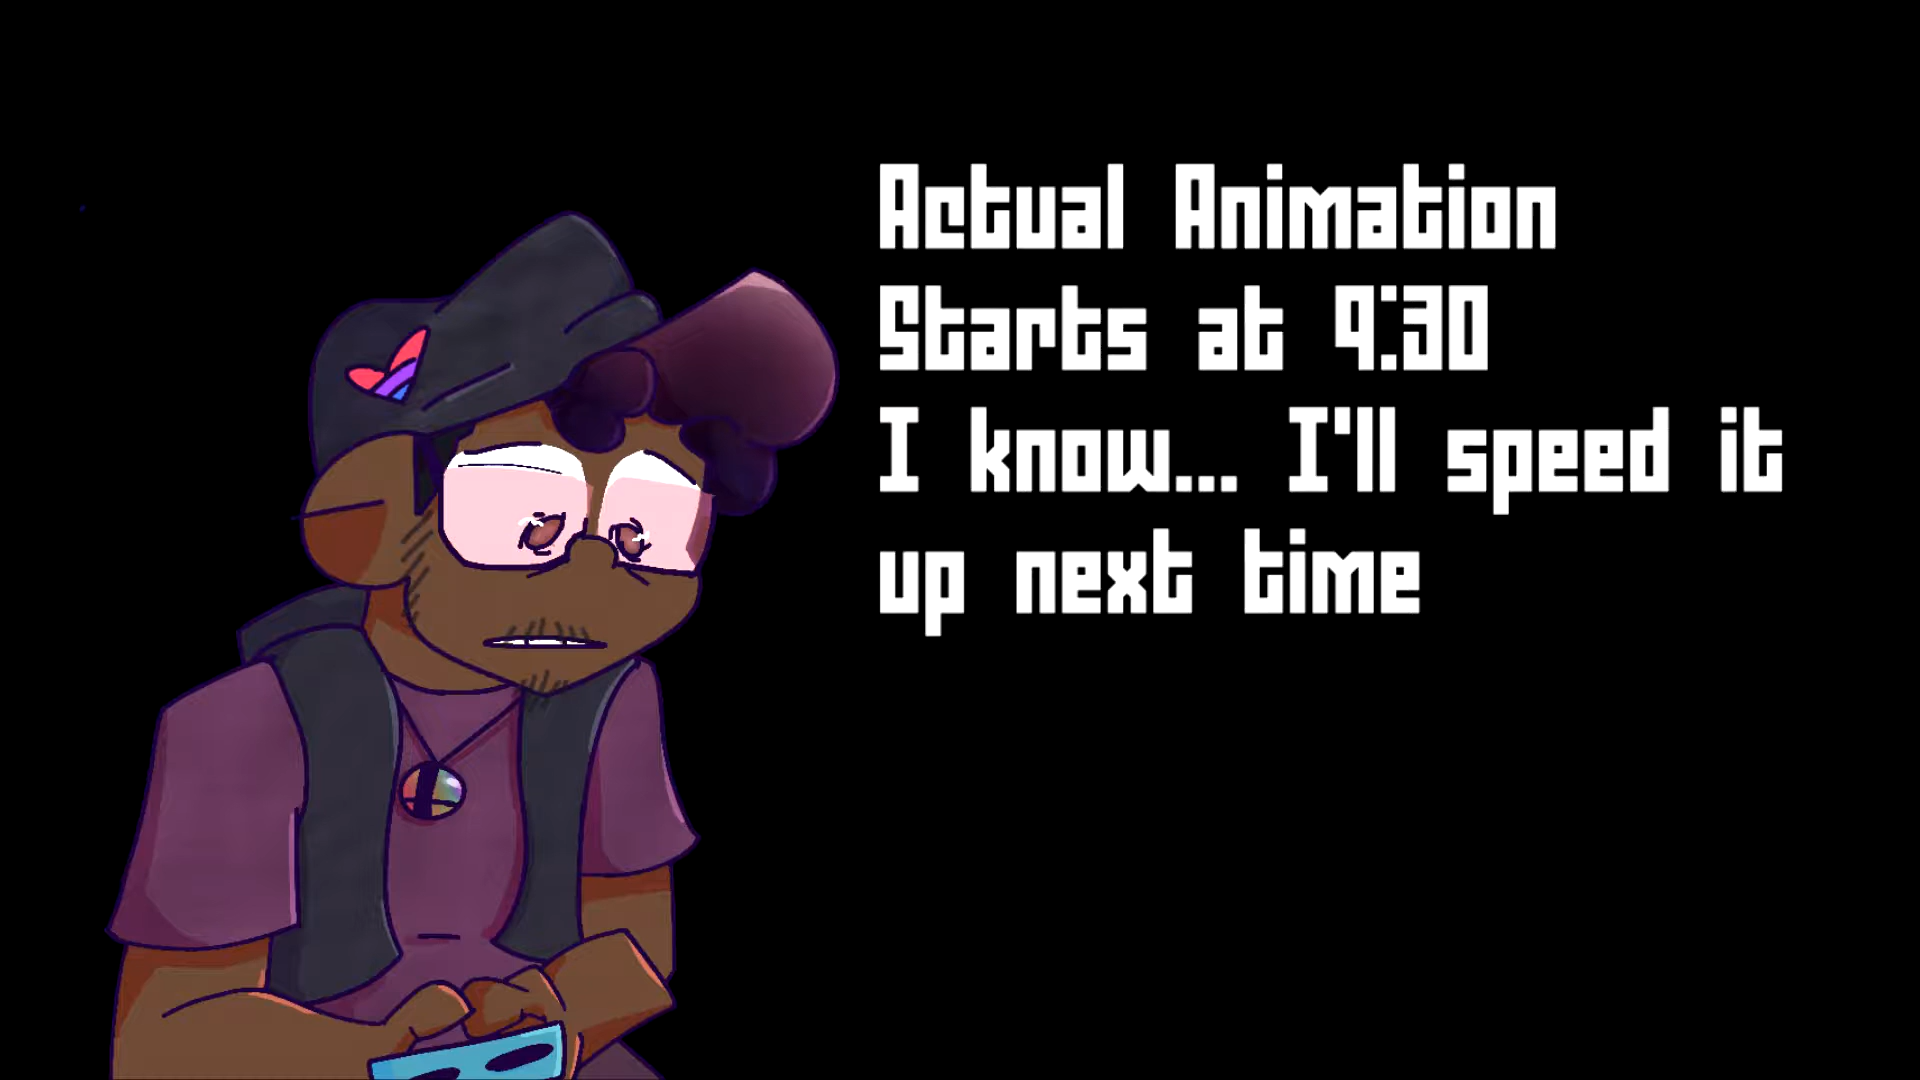 Actual Animation
Starts at 9:30
I know... I'll speed it
up next time